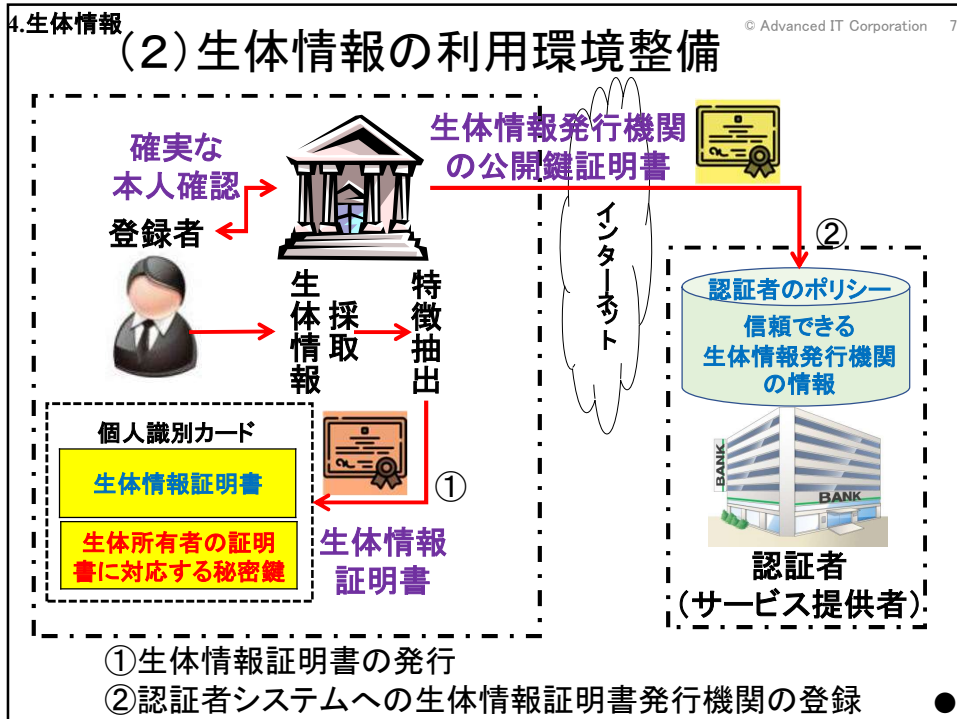 4.生体情報
© Advanced IT Corporation 7
(2)生体情報の利用環境整備
確実な
本人確認
登録者
生体情報発行機関
の公開鍵証明書
インターネット
②
生体情報
採取
特徴抽出
認証者のポリシー
信頼できる
生体情報発行機関
の情報
個人識別カード
生体情報証明書
生体所有者の証明
書に対応する秘密鍵
①
生体情報
証明書
BANK
BANK
認証者
(サービス提供者)
①生体情報証明書の発行
②認証者システムへの生体情報証明書発行機関の登録